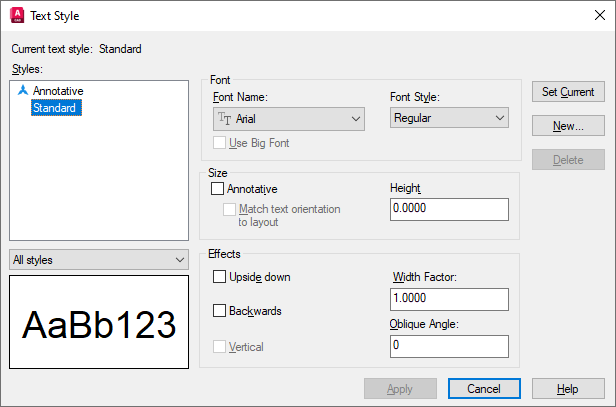 Text Style
Current text style: Standard
Styles:
Annotative
Standard
All styles
AaBb123
Font
Font Name:
Arial
Use Big Font
Font Style:
Regular
Size
Annotative
Match text orientation
to layout
Height
0.0000
Effects
Upside down
Backwards
Vertical
Width Factor:
1.0000
Oblique Angle:
0
Set Current
New...
Delete
Apply
Cancel
Help